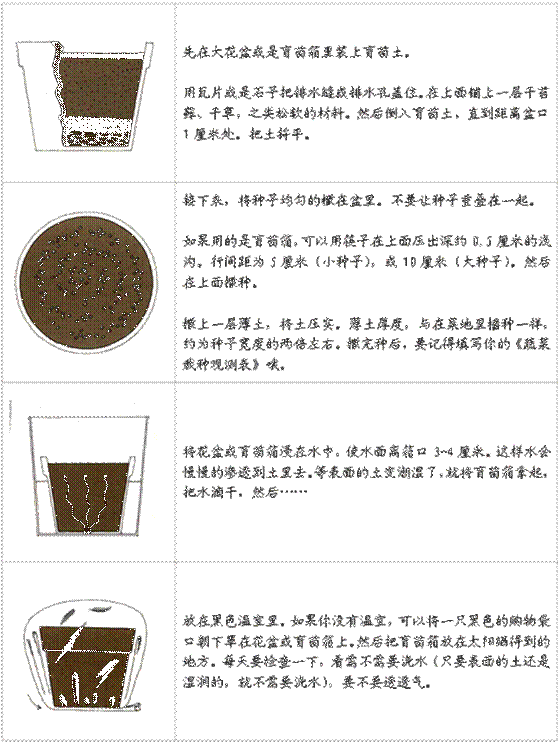 先在大花盆或是育苗箱里装上育苗土。
用瓦片或是石子把排水缝或排水孔盖住。在上面铺上一层干苔
藓、干草，之类松软的材料。然后倒入育苗土，直到距离盆口
1厘米处。把土捋平。
接下来，将种子均匀的撒在盆里。不要让种子重叠在一起。
如果用的是育苗箱，可以用筷子在上面压出深约 0.5 厘米的浅
沟。行间距为 5 厘米（小种子），或 10 厘米（大种子）。然后
在上面撒种。
撒上一层薄土，将土压实。薄土厚度，与在菜地里播种一样，
约为种子宽度的两倍左右。撒完种后，要记得填写你的《蔬菜
栽种观测表》哦。
将花盆或育苗箱浸在水中，使水面离箱口 3~4 厘米。这样水会
慢慢的渗透到土里去。等表面的土变潮湿了，就将育苗箱拿起，
把水滴干，然后……
放在黑色温室里。如果你没有温室，可以将一只黑色的购物袋
口朝下罩在花盆或育苗箱上。然后把育苗箱放在太阳晒得到的
地方。每天要检查一下，看需不需要浇水（只要表面的土还是
湿润的，就不需要浇水），要不要透透气。